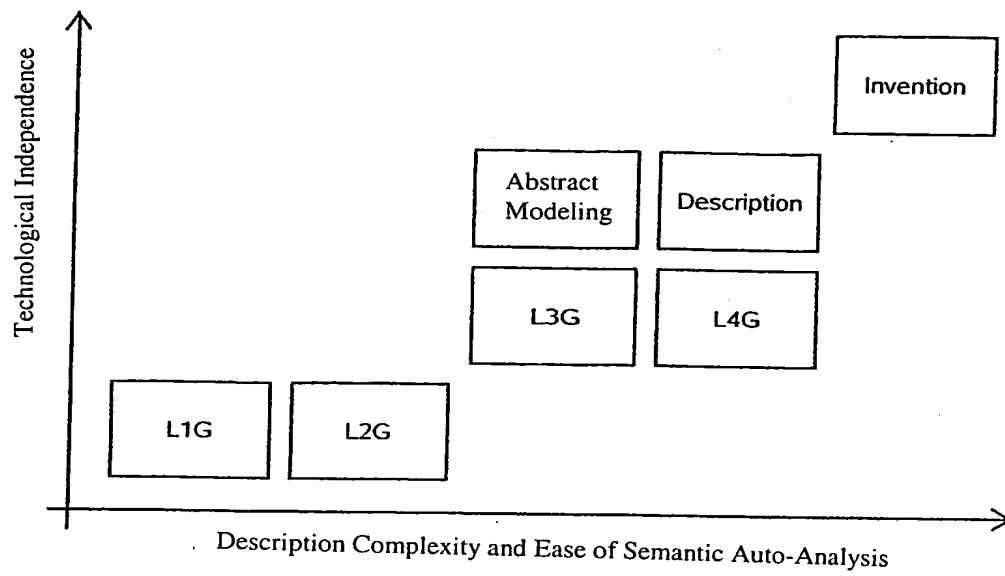 Technological Independence
Invention
Abstract
Modeling
Description
L3G
L4G
L1G
L2G
Description Complexity and Ease of Semantic Auto-Analysis